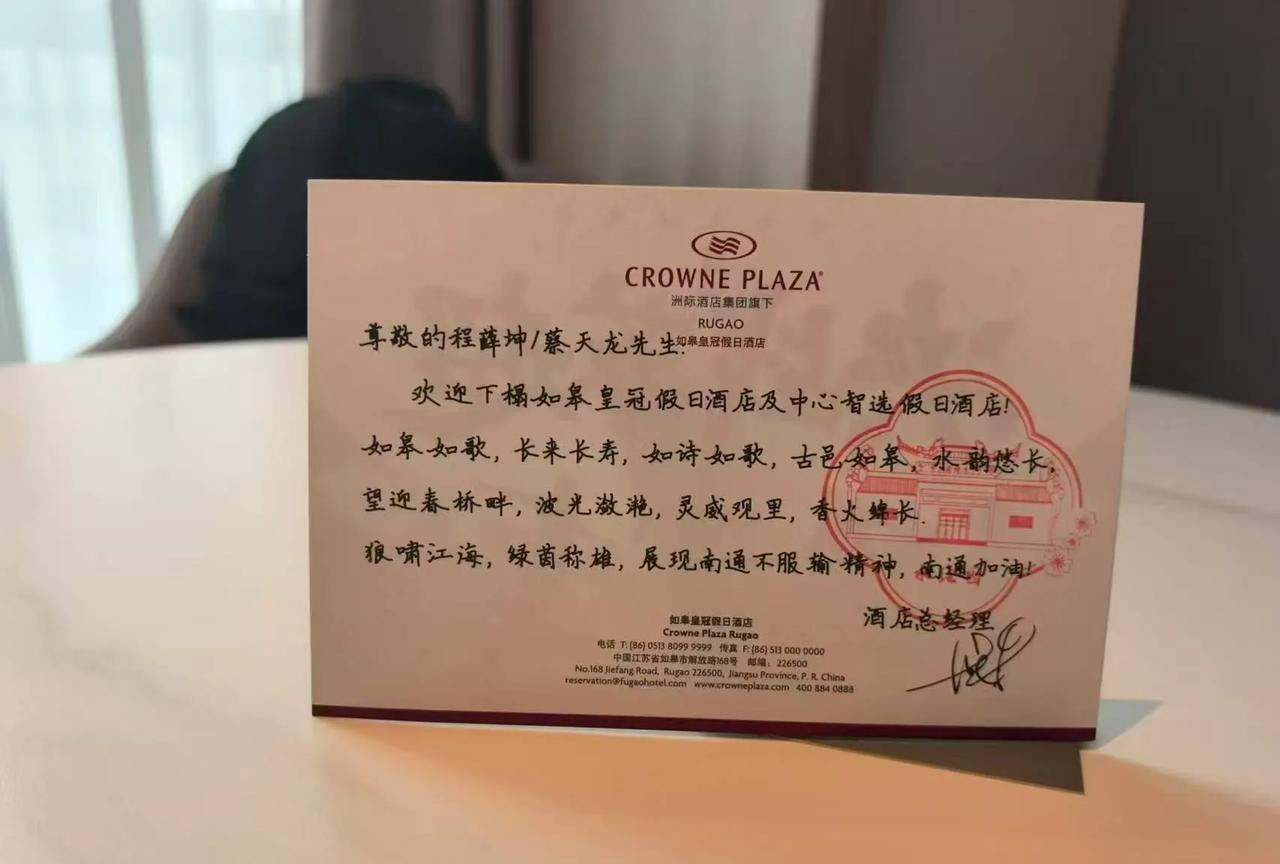 CROWNE PLAZA®
洲际酒店集团旗下
RUGAO
如皋皇冠假日酒店
尊敬的程薛坤/蔡天龙先生:
欢迎下榻如皋皇冠假日酒店及中心智选假日酒店!
如皋如歌,长来长寿,如诗如歌,古邑如皋,水韵悠长.
望迎春桥畔,波光潋滟,灵威观里,香火绵长.
狼啸江海,绿茵称雄,展现南通不服输精神,南通加油!
酒店总经理
如皋皇冠假日酒店
Crowne Plaza Rugao
电话 T: (86) 0513 8099 9999 传真 F: (86) 513 000 0000
中国江苏省如皋市解放路168号 邮编:226500
No.168 Jiefang Road, Rugao 226500, Jiangsu Province, P. R. China
reservation@fugaohotel.com www.crowneplaza.com 400 884 0888